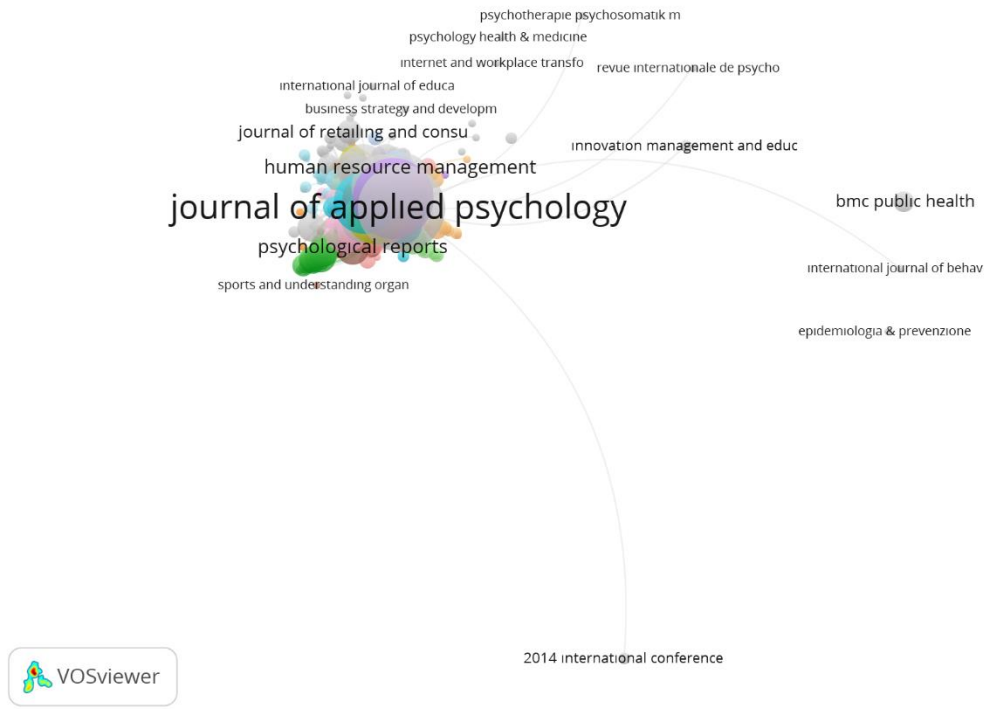 psychotherapie psychosomatik m
psychology health & medicine
internet and workplace transfo
revue internationale de psycho
international journal of educa
business strategy and developm
journal of retailing and consu
innovation management and educ
human resource management
bmc public health
journal of applied psychology
psychological reports
international journal of behav
sports and understanding organ
epidemiologia & prevenzione
2014 international conference
VOSviewer